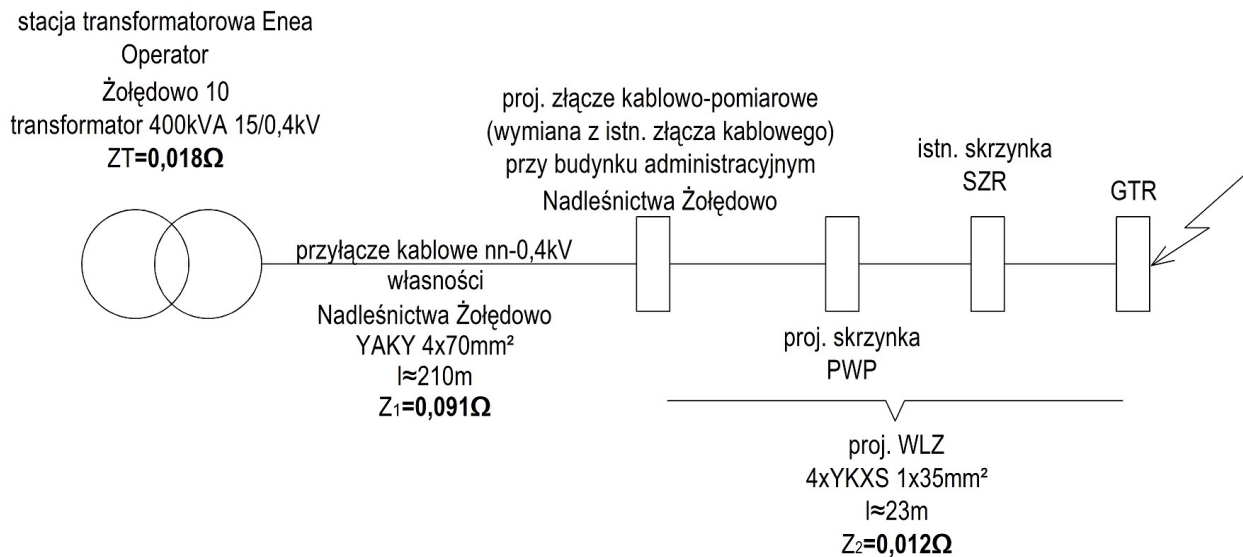 stacja transformatorowa Enea
Operator
Żołędowo 10
transformator 400kVA 15/0,4kV
ZT=0,018Ω
przyłącze kablowe nn-0,4kV
własności
Nadleśnictwa Żołędowo
YAKY 4x70mm²
l≈210m
Z₁=0,091Ω
proj. złącze kablowo-pomiarowe
(wymiana z istn. złącza kablowego)
przy budynku administracyjnym
Nadleśnictwa Żołędowo
proj. skrzynka
PWP
istn. skrzynka
SZR
GTR
proj. WLZ
4xYKXS 1x35mm²
l≈23m
Z₂=0,012Ω